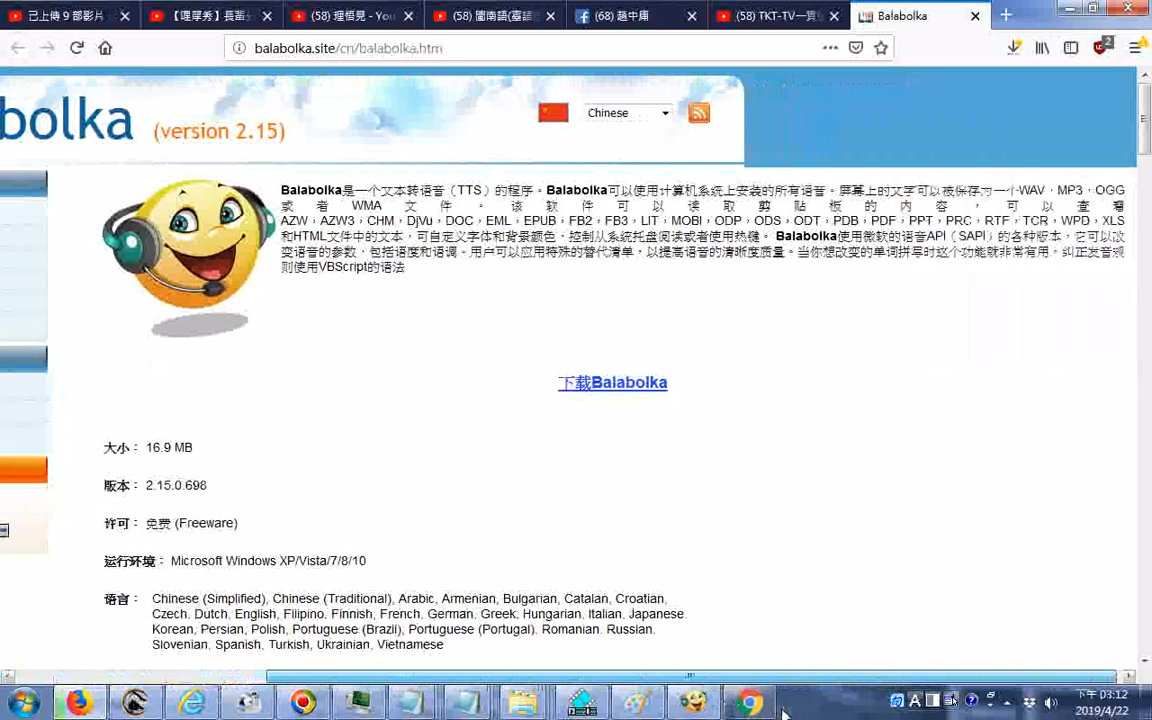 已上傳 9 部影片
【哩厚秀】長輩
(58) 理悟見 - You
(58) 閩南語(臺語
(68) 趙中庸
(58) TKT-TV一貫
Balabolka
balabolka.site/cn/balabolka.htm
2
bolka (version 2.15)
Chinese
Balabolka是一个文本转语音（TTS）的程序。Balabolka可以使用计算机系统上安装的所有语音。屏幕上的文字可以被保存为一个WAV，MP3，OGG
或者WMA文件。该软件可以读取剪贴板的内容，可以查看
AZW，AZW3，CHM，DjVu，DOC，EML，EPUB，FB2，FB3，LIT，MOBI，ODP，ODS，ODT，PDB，PDF，PPT，PRC，RTF，TCR，WPD，XLS
和HTML文件中的文本，可自定义字体和背景颜色，控制从系统托盘阅读或者使用热键。 Balabolka使用微软的语音API（SAPI）的各种版本，它可以改
变语音的参数，包括语度和语调。用户可以应用特殊的替代清单，以提高语音的清晰度质量。当你想改变的单词拼写时这个功能就非常有用。纠正发音规
则使用VBScript的语法
下载Balabolka
大小： 16.9 MB
版本： 2.15.0.698
许可： 免费 (Freeware)
运行环境： Microsoft Windows XP/Vista/7/8/10
语言： Chinese (Simplified), Chinese (Traditional), Arabic, Armenian, Bulgarian, Catalan, Croatian,
Czech, Dutch, English, Filipino, Finnish, French, German, Greek, Hungarian, Italian, Japanese,
Korean, Persian, Polish, Portuguese (Brazil), Portuguese (Portugal), Romanian, Russian,
Slovenian, Spanish, Turkish, Ukrainian, Vietnamese
A
下午 03:12
2019/4/22